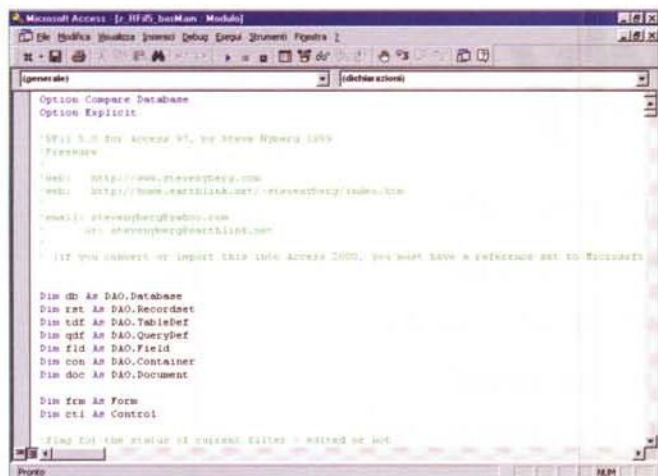 Microsoft Access - [z_RFil5_basMain : Modulo]
File Modifica Visualizza Inserisci Debug Esegui Strumenti Finestra ?
(generale)
(dichiarazioni)
Option Compare Database
Option Explicit
5.0 for Access 97, by Steve Nyberg 1999
'Freeware
'web: http://www.stevenyberg.com
'web: http://home.earthlink.net/~stevenyberg/index.htm
'email: stevenyberg@yahoo.com
' or: stevenyberg@earthlink.net
if you convert or import this into Access 2000, you must have a reference set to Microsoft
Dim db As DAO.Database
Dim rst As DAO.Recordset
Dim tdf As DAO.TableDef
Dim qdf As DAO.QueryDef
Dim fld As DAO.Field
Dim con As DAO.Container
Dim doc As DAO.Document
Dim frm As Form
Dim ctl As Control
'flag for the status of current filter - edited or not
Pronto
NUM